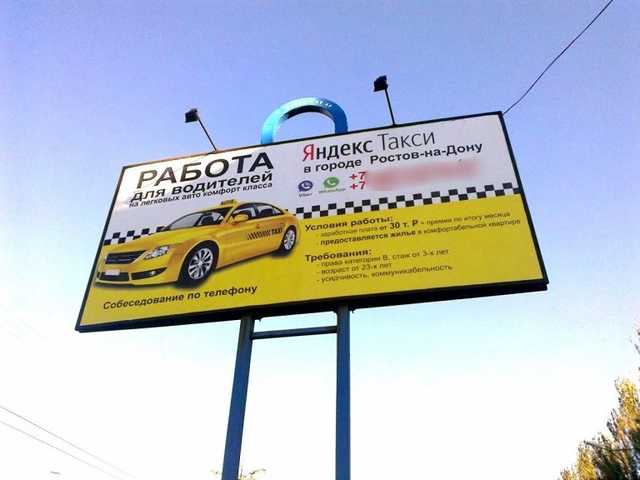 РАБОТА
для водителей
на легковых авто комфорт класса
Яндекс Такси
в городе Ростов-на-Дону
Viber
WhatsApp
+7
+7
TAXI
Условия работы:
- заработная плата от 30 т. Р + премии по итогу месяца
- предоставляется жилье в комфортабельной квартире
Требования:
- права категории В, стаж от 3-х лет
- возраст от 23-х лет
- усидчивость, коммуникабельность
Собеседование по телефону